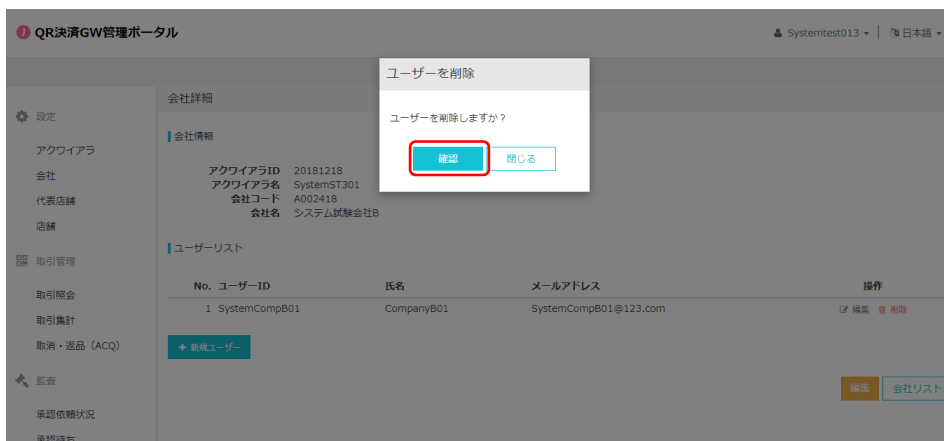 J QR決済GW管理ポータル
Systemtest013
日本語
ユーザーを削除
ユーザーを削除しますか？
確認
閉じる
設定
アクワイアラ
会社
代表店舗
店舗
取引管理
取引照会
取引集計
取消・返品（ACQ）
監査
承認依頼状況
承認待ち
会社詳細
会社情報
アクワイアラID 20181218
アクワイアラ名 SystemST301
会社コード A002418
会社名 システム試験会社B
ユーザーリスト
No. ユーザーID 氏名 メールアドレス 操作
1 SystemCompB01 CompanyB01 SystemCompB01@123.com 編集 削除
+ 新規ユーザー
編集
会社リスト